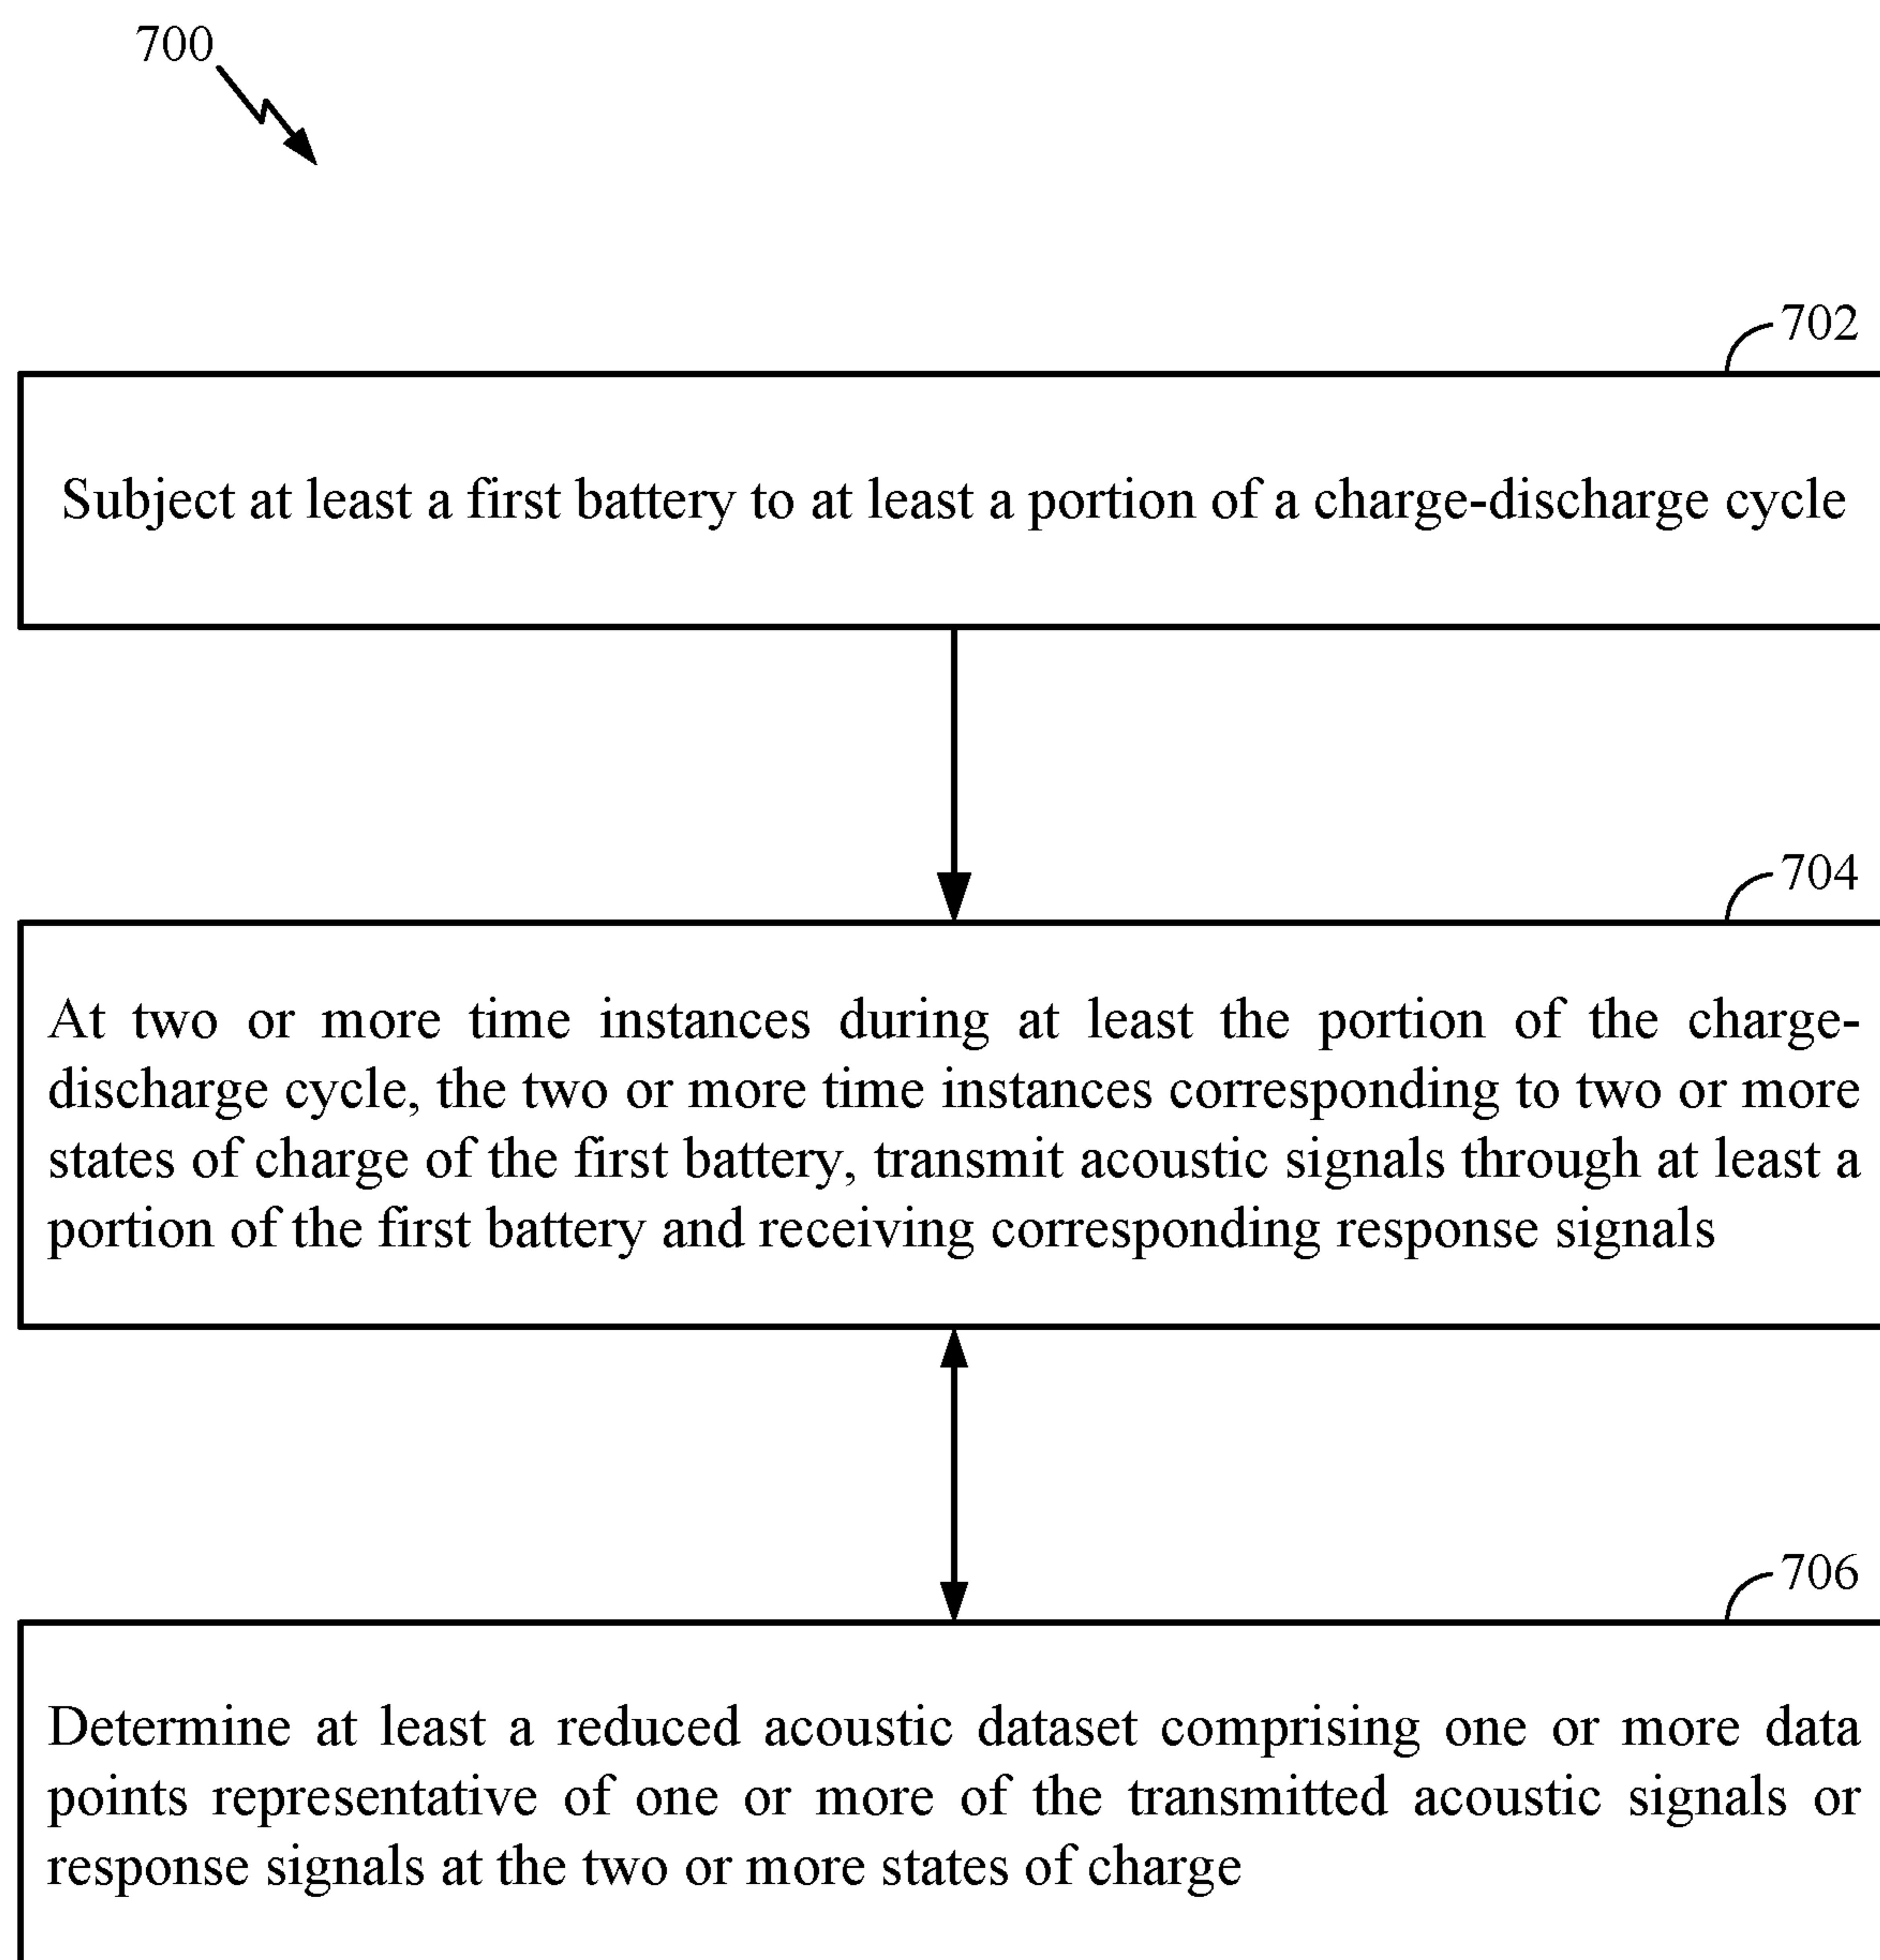 700
702
Subject at least a first battery to at least a portion of a charge-discharge cycle
704
At two or more time instances during at least the portion of the charge-
discharge cycle, the two or more time instances corresponding to two or more
states of charge of the first battery, transmit acoustic signals through at least a
portion of the first battery and receiving corresponding response signals
706
Determine at least a reduced acoustic dataset comprising one or more data
points representative of one or more of the transmitted acoustic signals or
response signals at the two or more states of charge